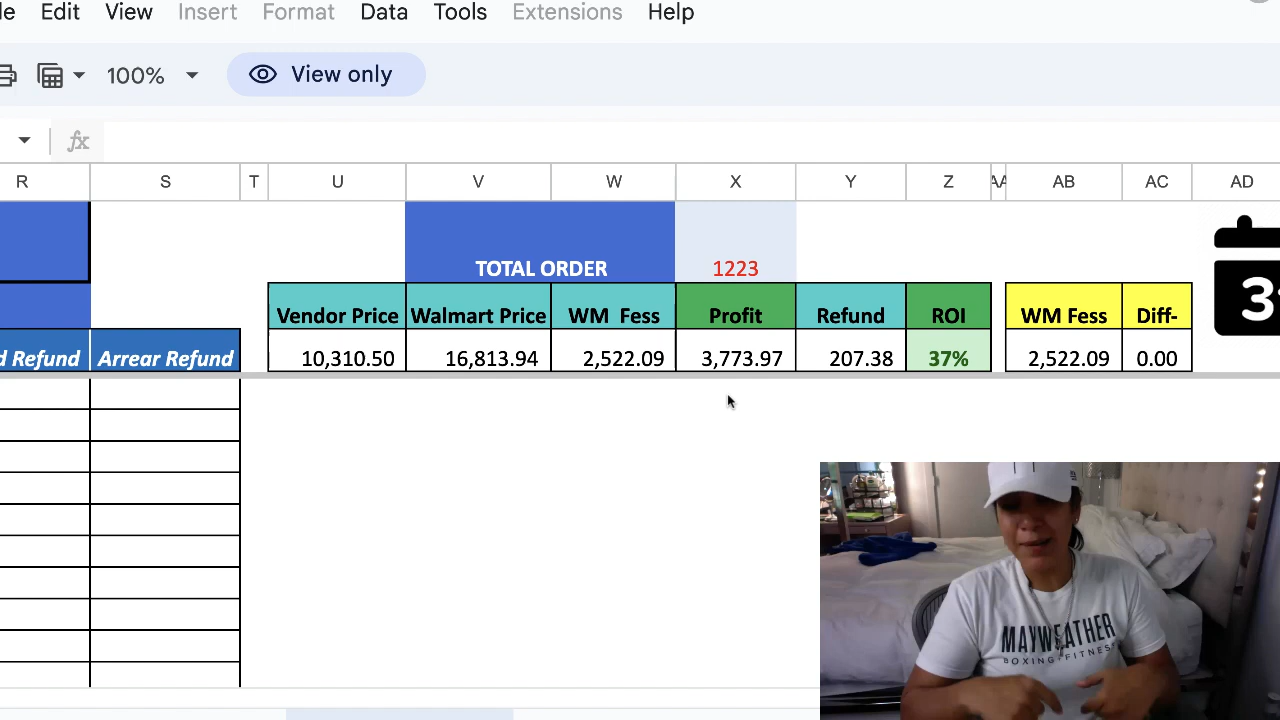 le Edit View Insert Format Data Tools Extensions Help
100% View only
fx
R S T U V W X Y Z AA AB AC AD
TOTAL ORDER 1223
Vendor Price Walmart Price WM Fess Profit Refund ROI WM Fess Diff-
d Refund Arrear Refund 10,310.50 16,813.94 2,522.09 3,773.97 207.38 37% 2,522.09 0.00
MAYWEATHER
BOXING+FITNESS